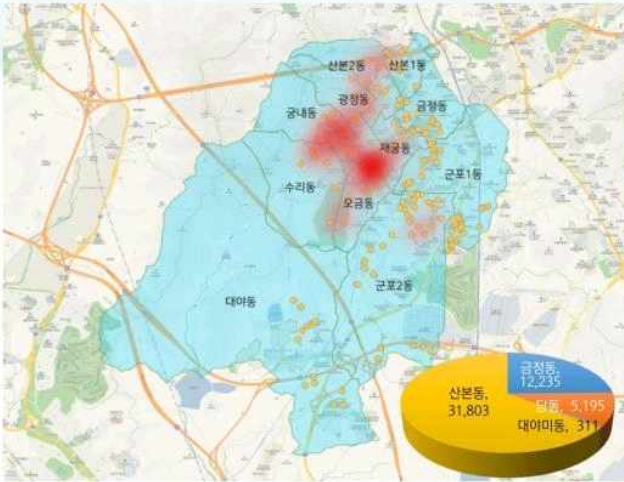 산본2동
산본1동
광정동
금정동
궁내동
재궁동
군포1동
수리동
오금동
대야동
군포2동
금정동,
12,235
산본동,
31,803
당동, 5,195
대야미동, 311